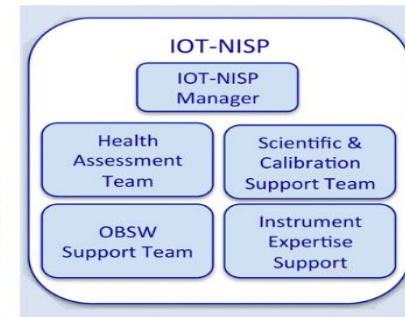 IOT-NISP
IOT-NISP
Manager
Health
Assessment
Team
Scientific &
Calibration
Support Team
OBSW
Support Team
Instrument
Expertise
Support